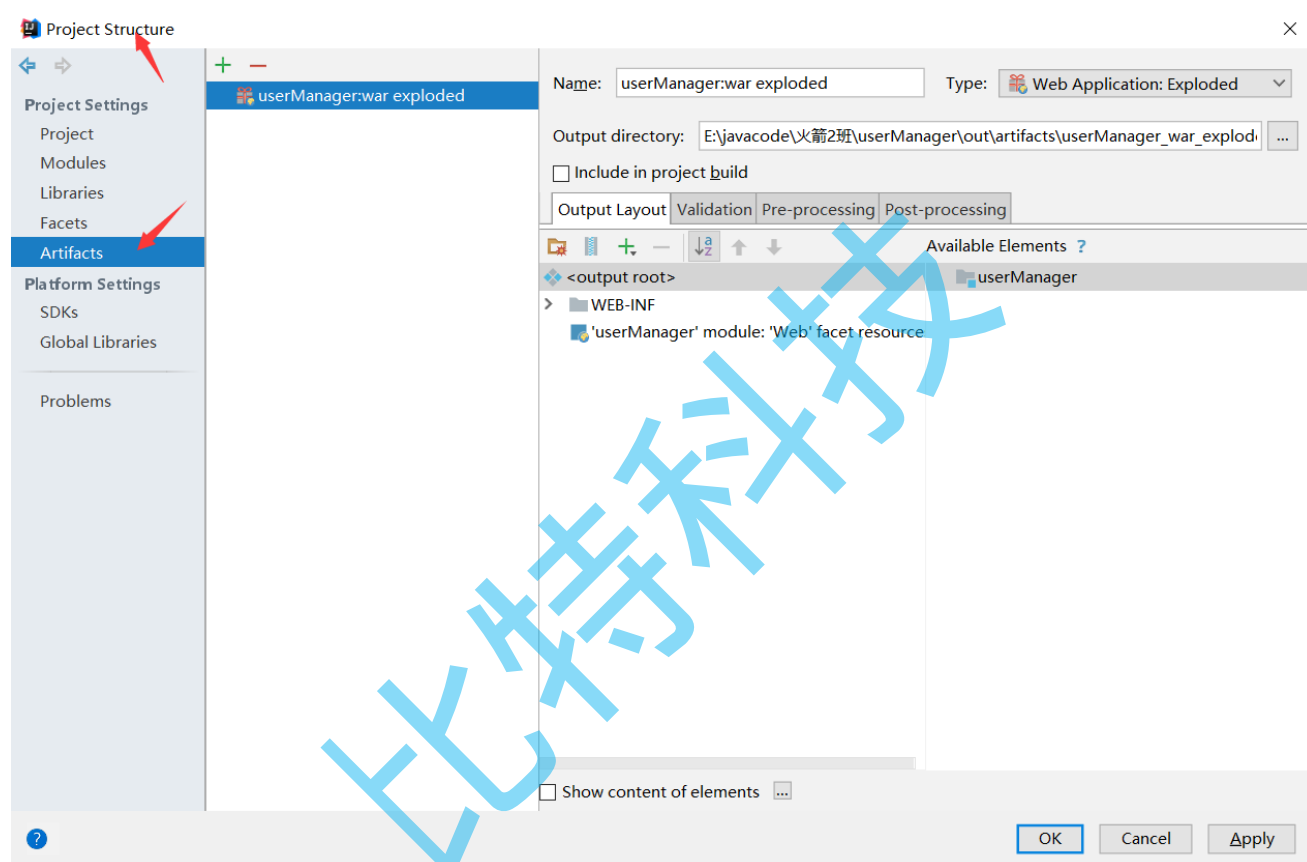 Project Structure
Project Settings
Project
Modules
Libraries
Facets
Artifacts
Platform Settings
SDKs
Global Libraries
Problems
userManager:war exploded
Name: userManager:war exploded
Type: Web Application: Exploded
Output directory: E:\javacode\火箭2班\userManager\out\artifacts\userManager_war_explode
...
Include in project build
Output Layout Validation Pre-processing Post-processing
Available Elements ?
<output root>
userManager
WEB-INF
'userManager' module: 'Web' facet resource
Show content of elements ...
? OK Cancel Apply
比特科技